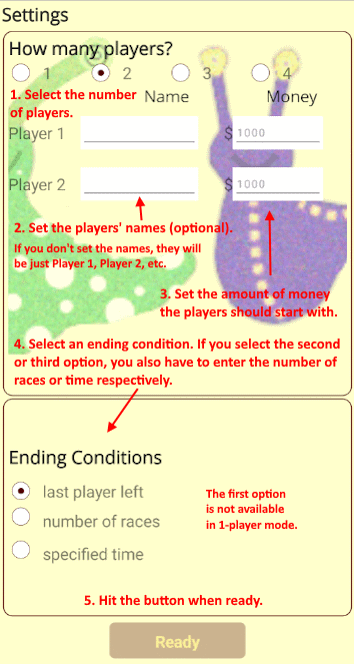 Settings
How many players?
1 2 3 4
1. Select the number
of players.
Name Money
Player 1 $ 1000
Player 2 $ 1000
2. Set the players' names (optional).
If you don't set the names, they will
be just Player 1, Player 2, etc.
3. Set the amount of money
the players should start with.
4. Select an ending condition. If you select the second
or third option, you also have to enter the number of
races or time respectively.
Ending Conditions
last player left
number of races
specified time
The first option
is not available
in 1-player mode.
5. Hit the button when ready.
Ready